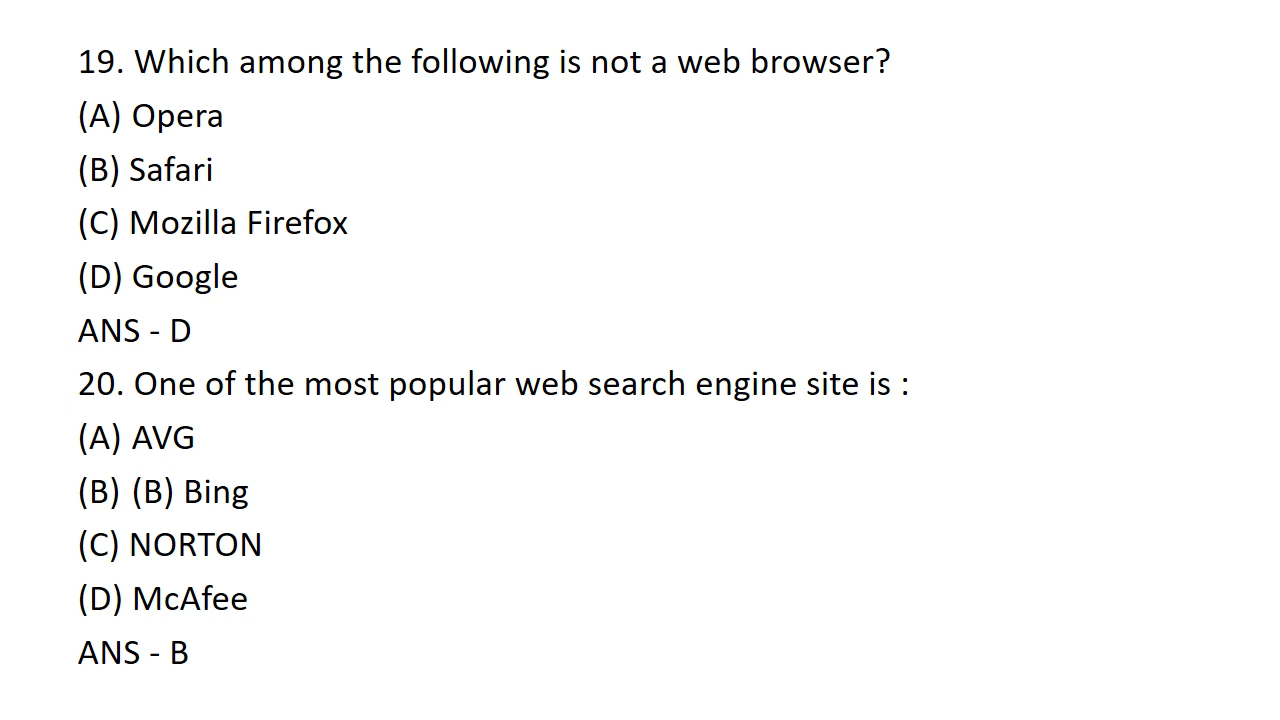 19. Which among the following is not a web browser?
(A) Opera
(B) Safari
(C) Mozilla Firefox
(D) Google
ANS - D
20. One of the most popular web search engine site is :
(A) AVG
(B) (B) Bing
(C) NORTON
(D) McAfee
ANS - B